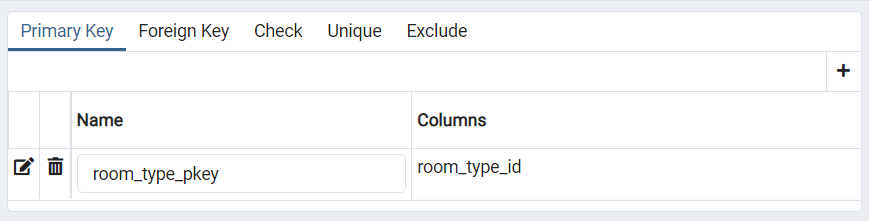 Primary Key Foreign Key Check Unique Exclude
Name Columns
room_type_pkey room_type_id